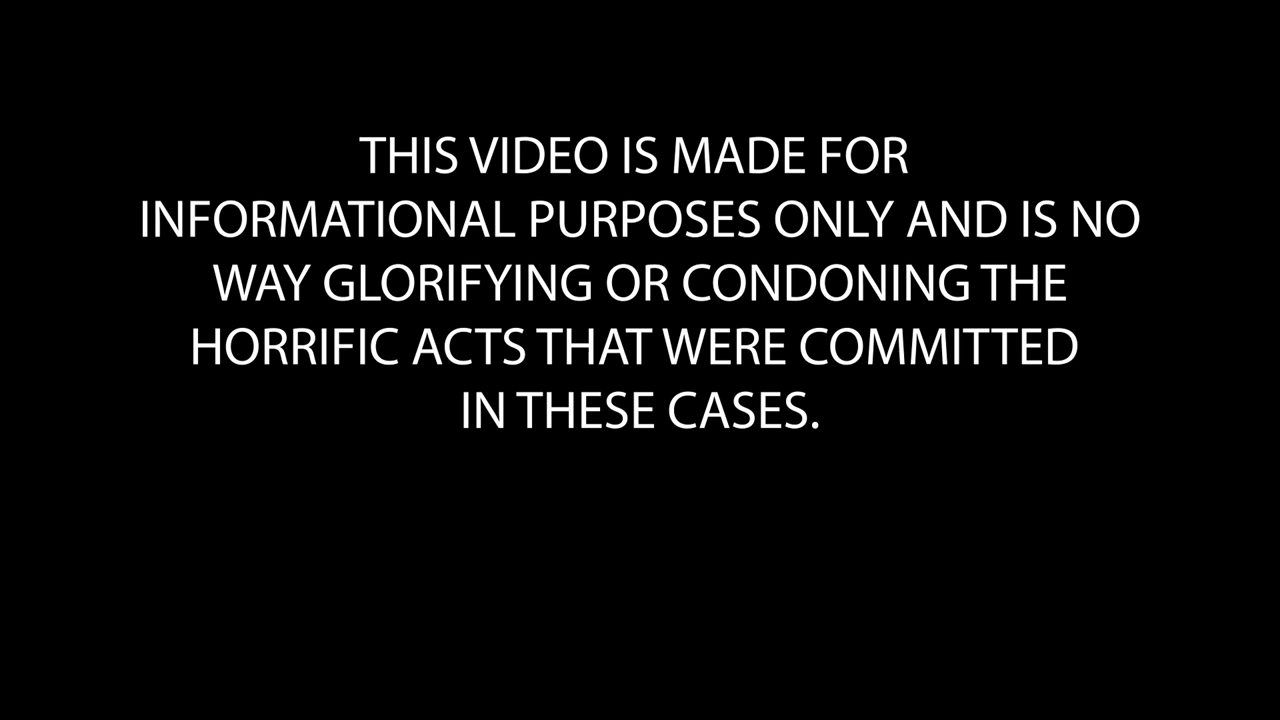 THIS VIDEO IS MADE FOR
INFORMATIONAL PURPOSES ONLY AND IS NO
WAY GLORIFYING OR CONDONING THE
HORRIFIC ACTS THAT WERE COMMITTED
IN THESE CASES.